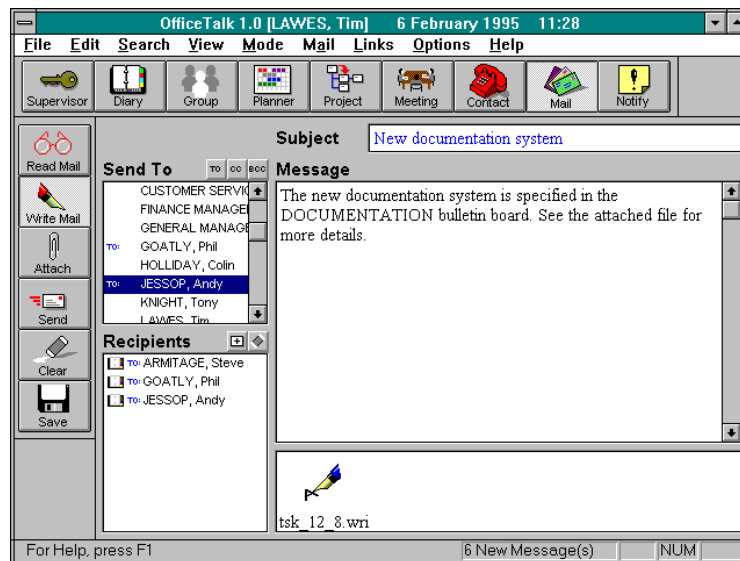 OfficeTalk 1.0 [LAWES, Tim] 6 February 1995 11:28
File Edit Search View Mode Mail Links Options Help
Supervisor Diary Group Planner Project Meeting Contact Mail Notify
Read Mail
Write Mail
Attach
Send
Clear
Save
Subject New documentation system
Send To TO CC BCC
CUSTOMER
FINANCE
GENERAL
TO: GOATLY, Phil
HOLLIDAY, Colin
TO: JESSOP, Andy
KNIGHT, Tony
LAWES, Tim
Recipients
TO: ARMITAGE, Steve
TO: GOATLY, Phil
TO: JESSOP, Andy
Message
The new documentation system is specified in the
DOCUMENTATION bulletin board. See the attached file for
more details.
tsk_12_8.wri
For Help, press F1 6 New Message(s) NUM